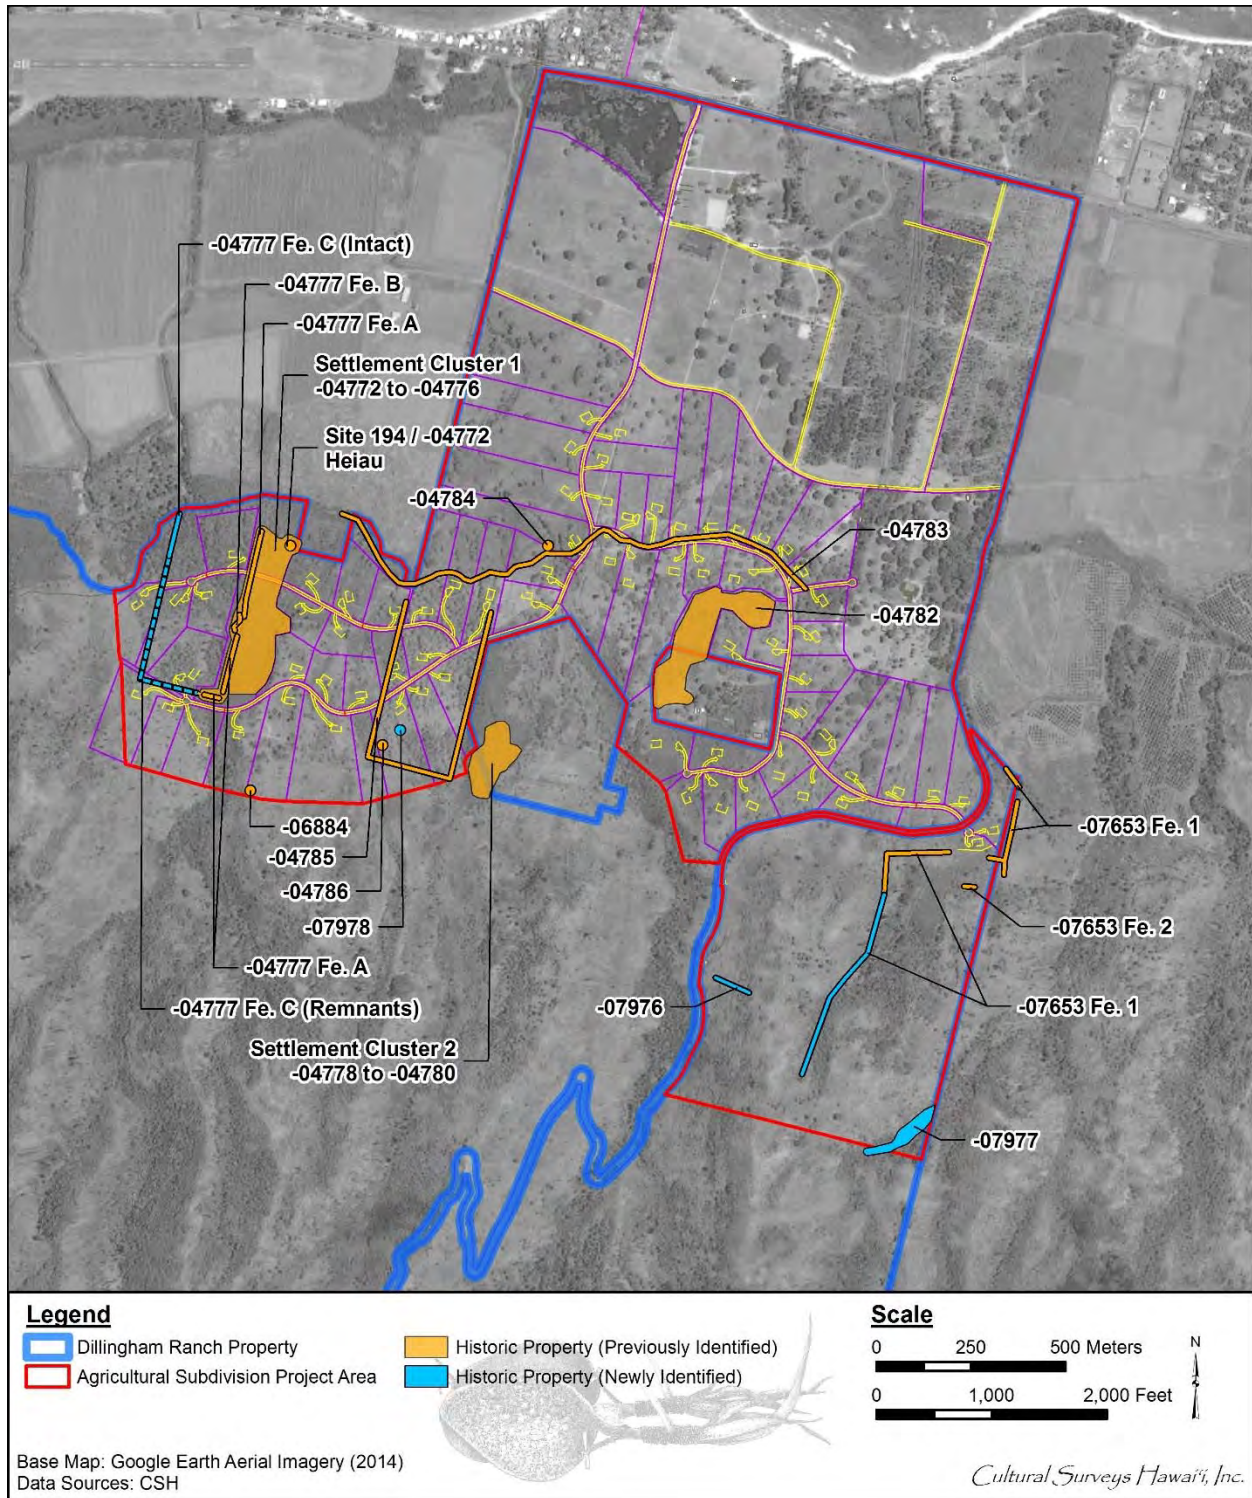 -04777 Fe. C (Intact)
-04777 Fe. B
-04777 Fe. A
Settlement Cluster 1
-04772 to -04776
Site 194 / -04772
Heiau
-04784
-04783
-04782
-06884
-04785
-04786
-07978
-04777 Fe. A
-04777 Fe. C (Remnants)
Settlement Cluster 2
-04778 to -04780
-07653 Fe. 1
-07653 Fe. 2
-07976
-07653 Fe. 1
-07977
Legend
Dillingham Ranch Property
Agricultural Subdivision Project Area
Historic Property (Previously Identified)
Historic Property (Newly Identified)
Scale
0 250 500 Meters
0 1,000 2,000 Feet
N
Base Map: Google Earth Aerial Imagery (2014)
Data Sources: CSH
Cultural Surveys Hawaiʻi, Inc.